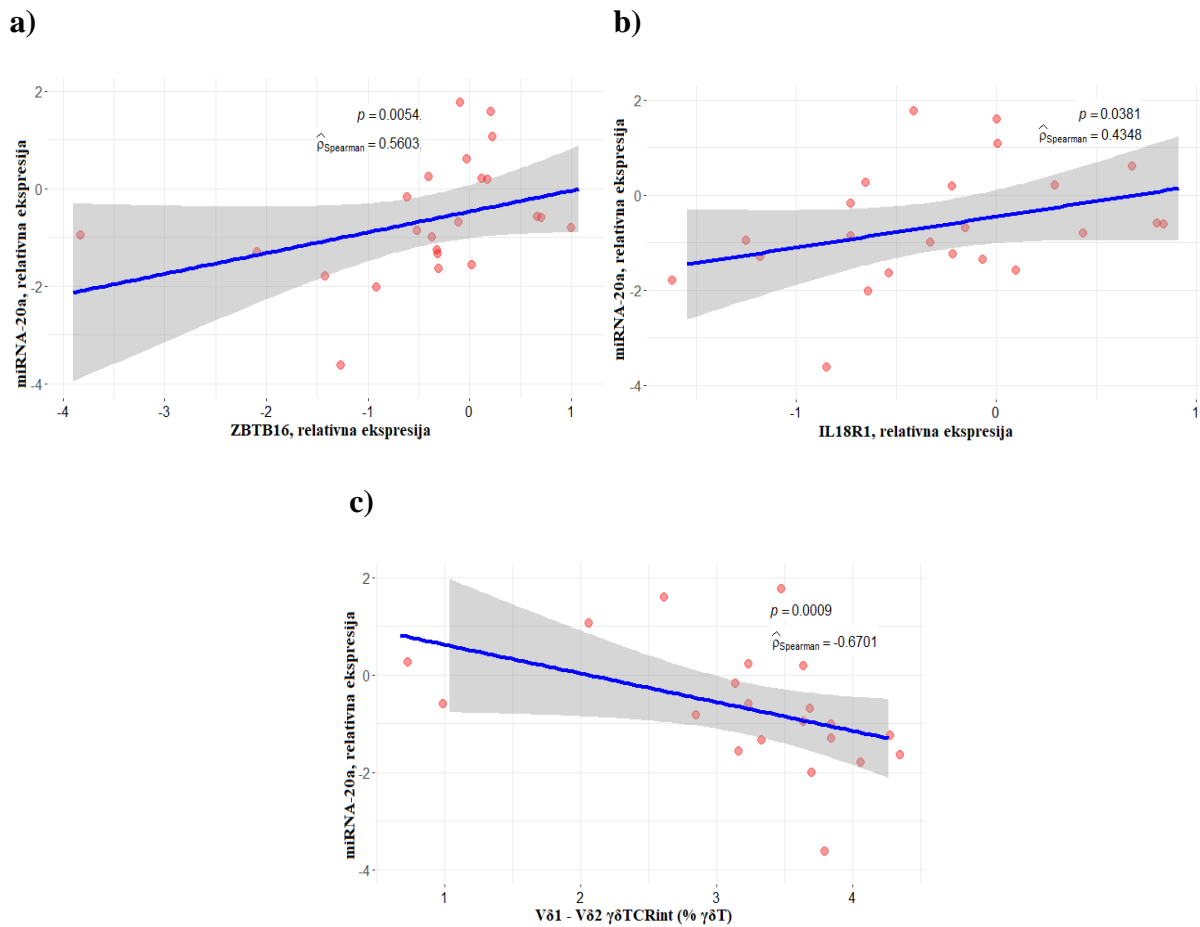 a)
p = 0.0054
ρ̂Spearman = 0.5603
miRNA-20a, relativna ekspresija
2
0
-2
-4
-4 -3 -2 -1 0 1
ZBTB16, relativna ekspresija
b)
p = 0.0381
ρ̂Spearman = 0.4348
miRNA-20a, relativna ekspresija
2
0
-2
-4
-1 0 1
IL18R1, relativna ekspresija
c)
p = 0.0009
ρ̂Spearman = -0.6701
miRNA-20a, relativna ekspresija
2
0
-2
-4
1 2 3 4
Vδ1 - Vδ2 γδTCRint (% γδT)